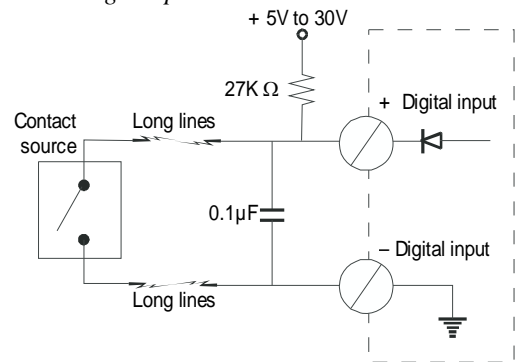 + 5V to 30V
27K Ω
+ Digital input
Contact
source
Long lines
0.1µF
– Digital input
Long lines